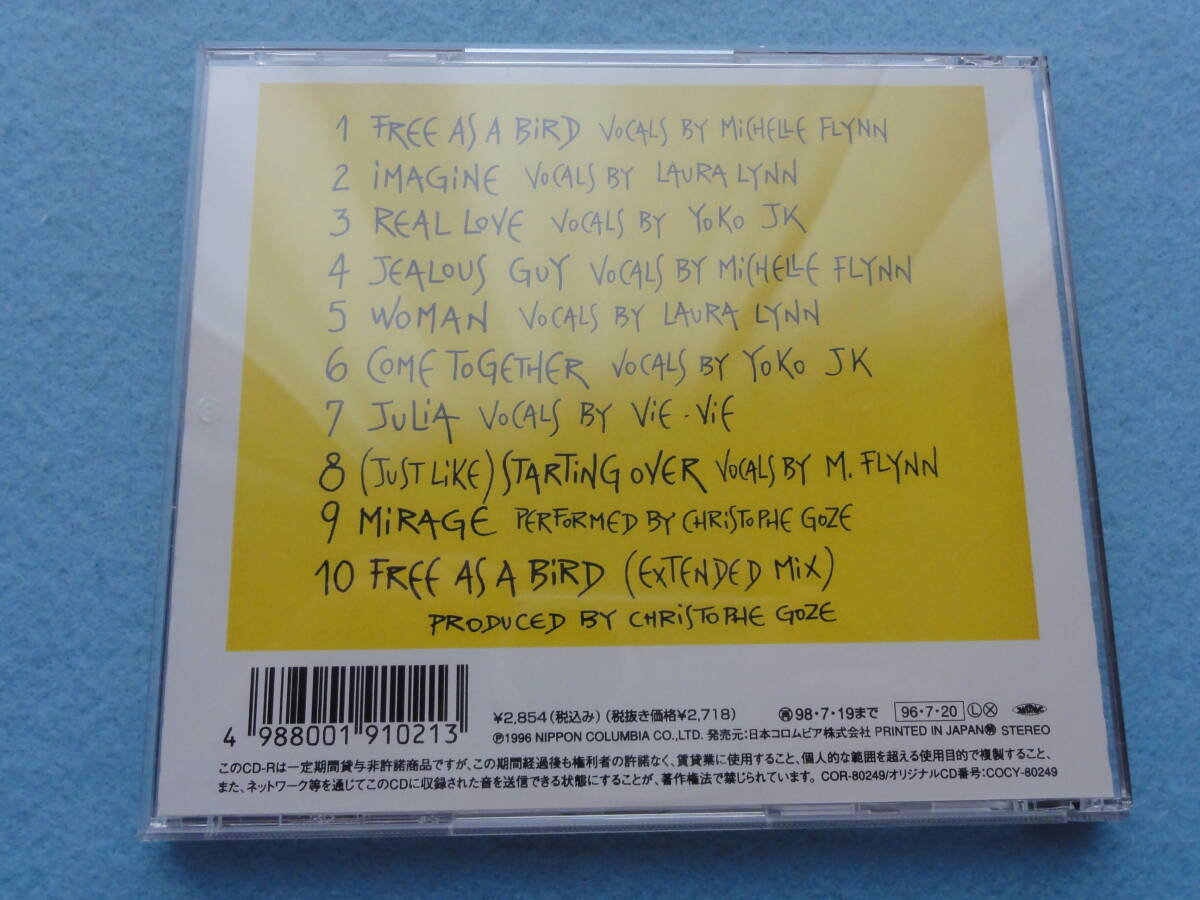 1 FREE AS A BiRD VOCALS BY MiCHELLE FLYNN
2 iMAGiNE VOCALS BY LAURA LYNN
3 REAL LOVE VOCALS BY YOKO JK
4 JEALOUS GUY VOCALS BY MiCHELLE FLYNN
5 WOMAN VOCALS BY LAURA LYNN
6 COME TOGETHER VOCALS BY YOKO JK
7 JULiA VOCALS BY ViE-ViE
8 (JUST LiKE) STARTiNG OVER VOCALS BY M. FLYNN
9 MiRAGE PERFORMED BY CHRiSTOPHE GOZE
10 FREE AS A BiRD (EXTENDED MiX)
PRODUCED BY CHRiSTOPHE GOZE
¥2,854(税込み)(税抜き価格¥2,718) 98・7・19まで 96・7・20 Ⓛ Ⓧ
4 988001 910213
Ⓟ1996 NIPPON COLUMBIA CO.,LTD. 発売元:日本コロムビア株式会社 PRINTED IN JAPAN STEREO
このCD-Rは一定期間貸与非許諾商品ですが、この期間経過後も権利者の許諾なく、賃貸業に使用すること、個人的な範囲を超える使用目的で複製すること、
また、ネットワーク等を通じてこのCDに収録された音を送信できる状態にすることが、著作権法で禁じられています。 COR-80249/オリジナルCD番号:COCY-80249